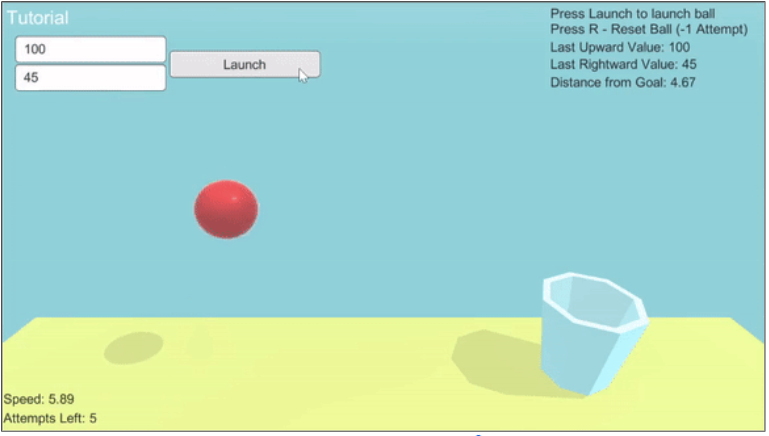 Tutorial
100
45
Launch
Press Launch to launch ball
Press R - Reset Ball (-1 Attempt)
Last Upward Value: 100
Last Rightward Value: 45
Distance from Goal: 4.67
Speed: 5.89
Attempts Left: 5